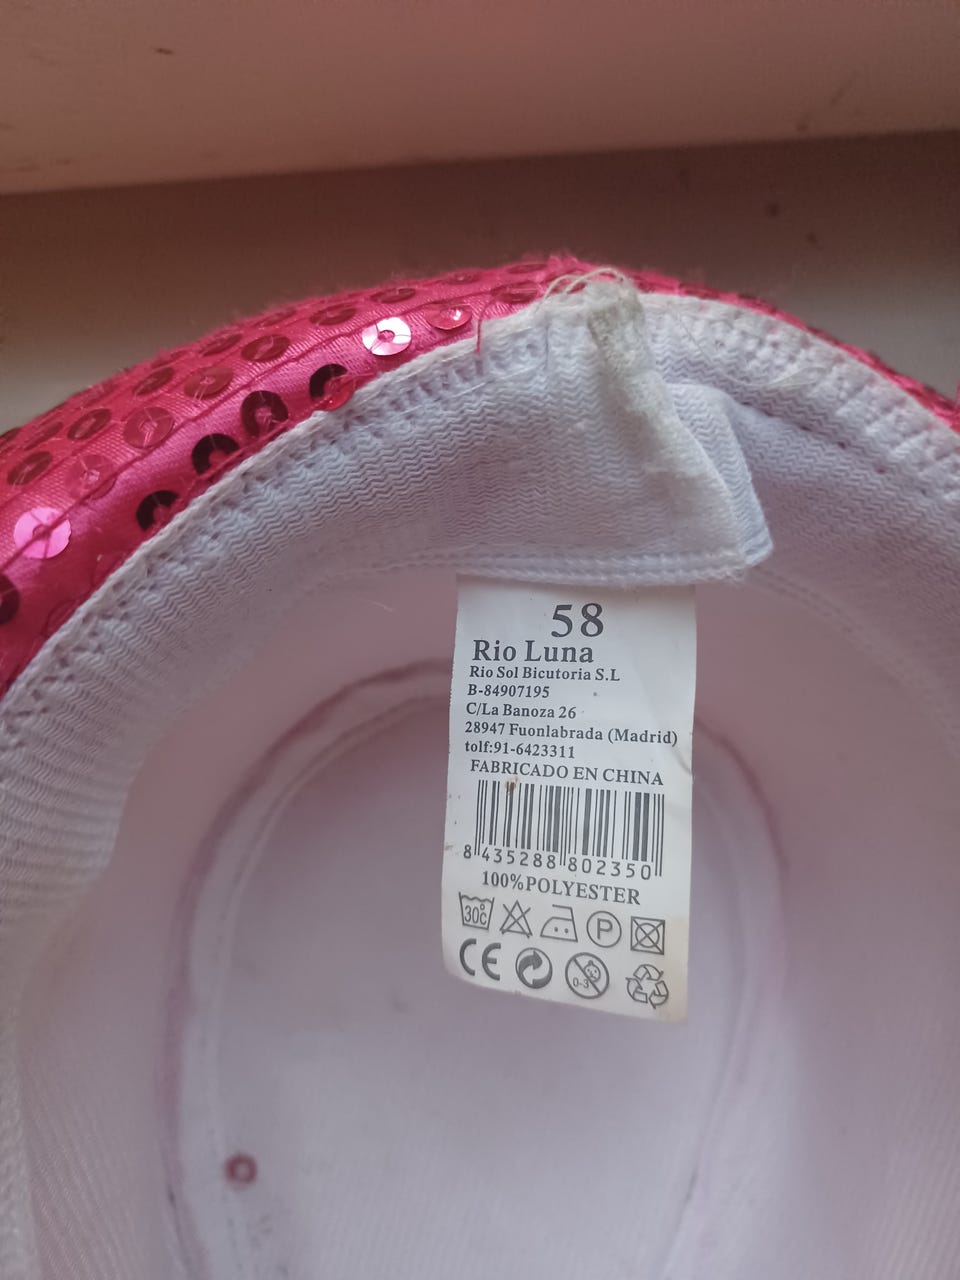 58
Rio Luna
Rio Sol Bicutoria S.L
B-84907195
C/La Banoza 26
28947 Fuonlabrada (Madrid)
tolf:91-6423311
FABRICADO EN CHINA
8 435288 802350
100%POLYESTER
30°C P
CE 0-3